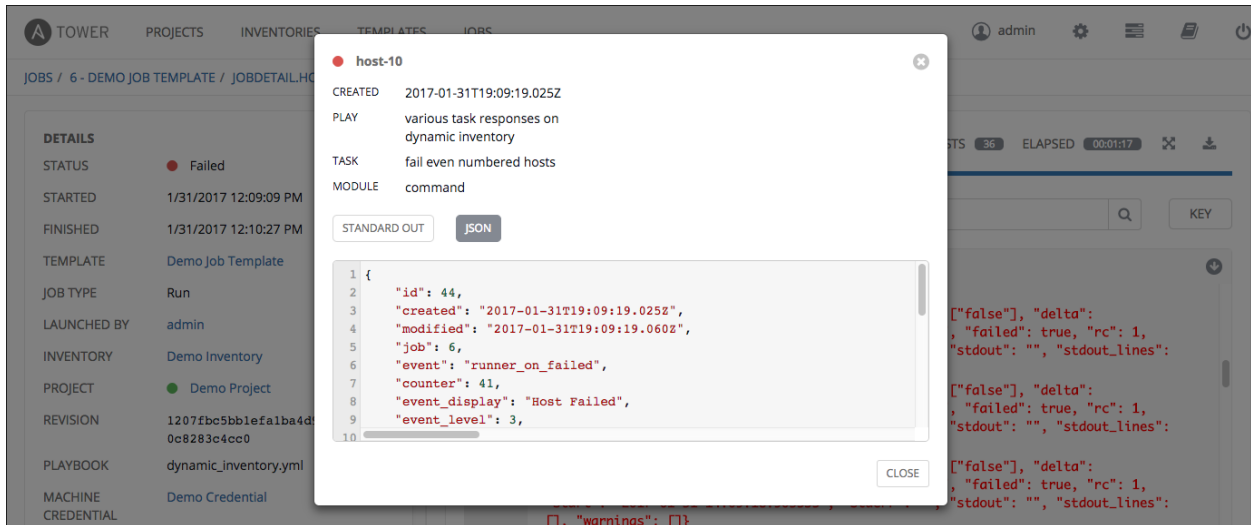 TOWER PROJECTS INVENTORIES TEMPLATES JOBS admin
JOBS / 6 - DEMO JOB TEMPLATE / JOBDETAIL.HO
DETAILS
STATUS Failed
STARTED 1/31/2017 12:09:09 PM
FINISHED 1/31/2017 12:10:27 PM
TEMPLATE Demo Job Template
JOB TYPE Run
LAUNCHED BY admin
INVENTORY Demo Inventory
PROJECT Demo Project
REVISION 1207fbc5bb1efa1ba4d
0c8283c4cc0
PLAYBOOK dynamic_inventory.yml
MACHINE Demo Credential
CREDENTIAL
host-10
CREATED 2017-01-31T19:09:19.025Z
PLAY various task responses on
dynamic inventory
TASK fail even numbered hosts
MODULE command
STANDARD OUT JSON
1 {
2 "id": 44,
3 "created": "2017-01-31T19:09:19.025Z",
4 "modified": "2017-01-31T19:09:19.060Z",
5 "job": 6,
6 "event": "runner_on_failed",
7 "counter": 41,
8 "event_display": "Host Failed",
9 "event_level": 3,
10
CLOSE
STS 36 ELAPSED 00:01:17
KEY
["false"], "delta":
, "failed": true, "rc": 1,
"stdout": "", "stdout_lines":
["false"], "delta":
, "failed": true, "rc": 1,
"stdout": "", "stdout_lines":
["false"], "delta":
, "failed": true, "rc": 1,
"stdout": "", "stdout_lines":
[], "warnings": []}